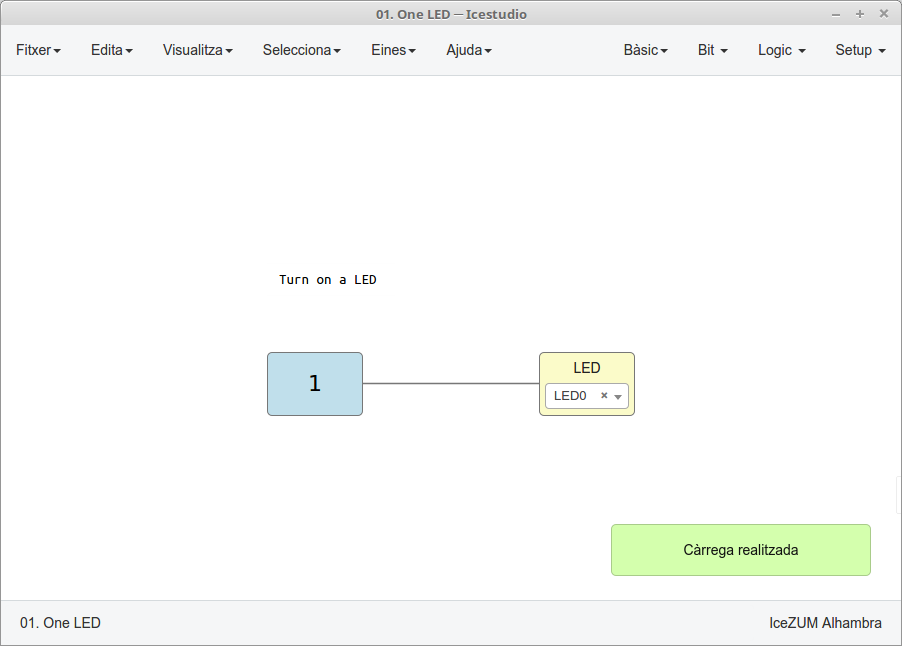 01. One LED — Icestudio
Fitxer Edita Visualitza Selecciona Eines Ajuda Bàsic Bit Logic Setup
Turn on a LED
1
LED
LED0
Càrrega realitzada
01. One LED IceZUM Alhambra